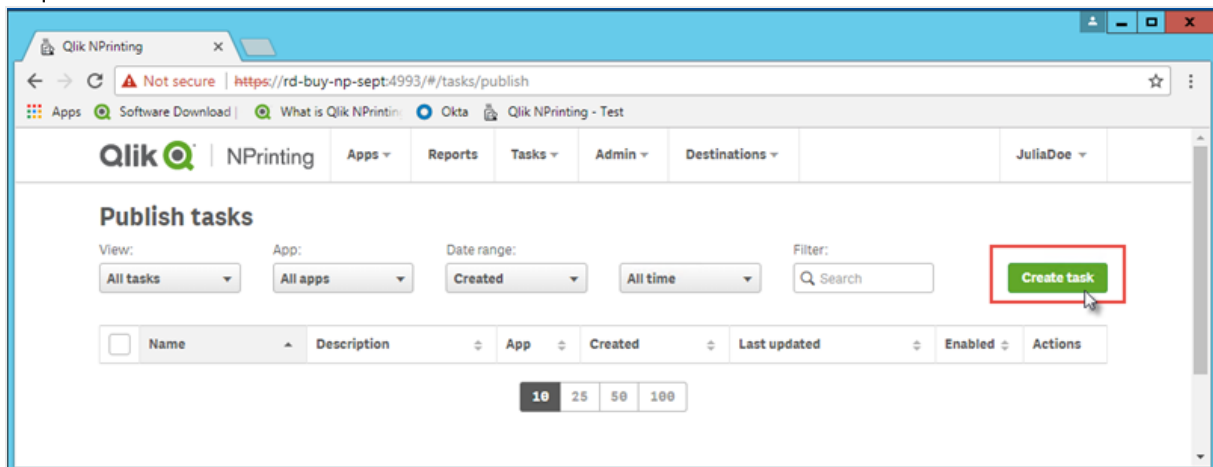 Qlik NPrinting
Not secure | https://rd-buy-np-sept:4993/#/tasks/publish
Apps Software Download | What is Qlik NPrinting Okta Qlik NPrinting - Test
Qlik NPrinting Apps Reports Tasks Admin Destinations JuliaDoe
Publish tasks
View: App: Date range: Filter:
All tasks All apps Created All time Search Create task
Name Description App Created Last updated Enabled Actions
10 25 50 100